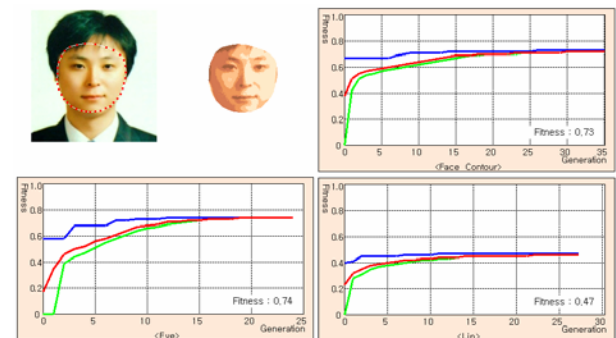 Fitness
1.0
0.8
0.6
0.4
0.2
0
Fitness : 0.73
0 5 10 15 20 25 30 35
Generation
<Face Contour>
Fitness
1.0
0.8
0.6
0.4
0.2
0
Fitness : 0.74
0 5 10 15 20 25
Generation
<Eye>
Fitness
1.0
0.8
0.6
0.4
0.2
0
Fitness : 0.47
0 5 10 15 20 25 30
Generation
<Lip>